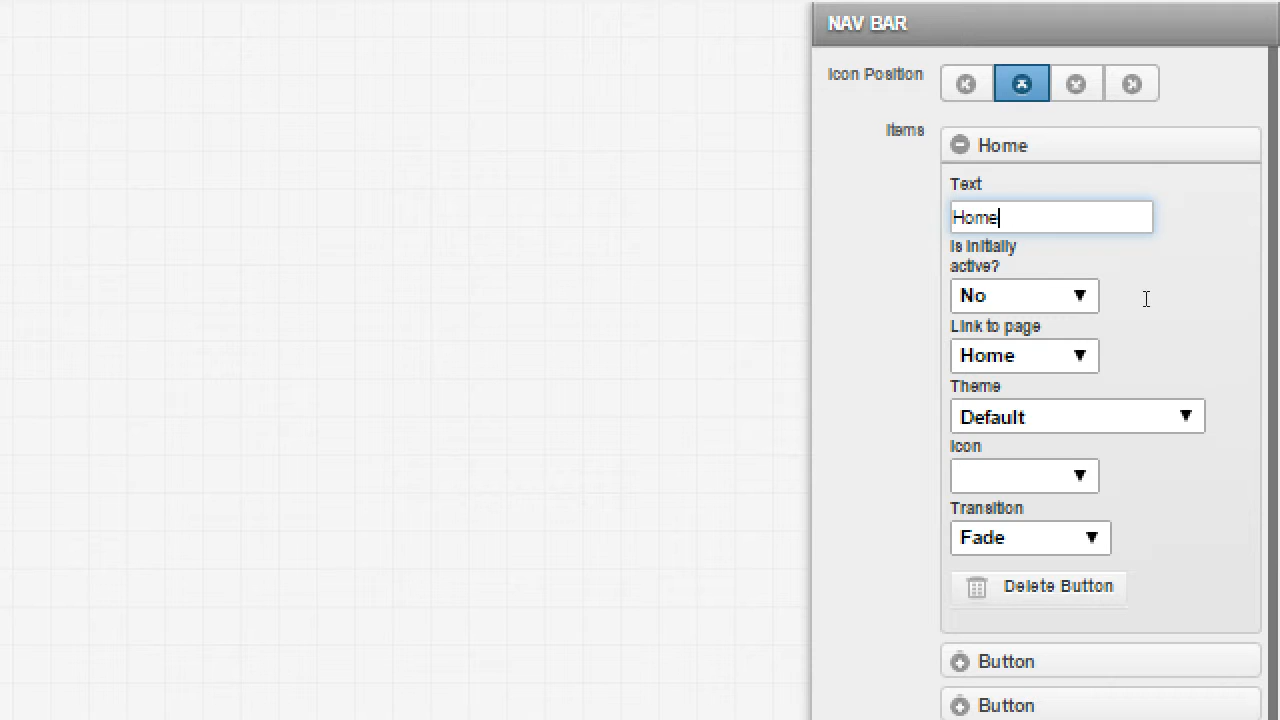 NAV BAR
Icon Position
Items
Home
Text
Home
Is initially
active?
No
Link to page
Home
Theme
Default
Icon
Transition
Fade
Delete Button
Button
Button